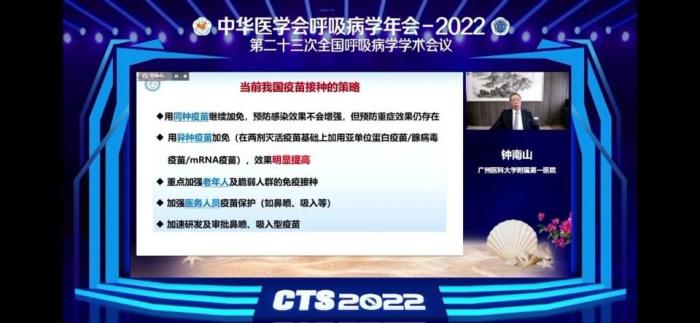 中华医学会呼吸病学年会-2022
第二十三次全国呼吸病学学术会议
当前我国疫苗接种的策略
◆用同种疫苗继续加免，预防感染效果不会增强，但预防重症效果仍存在
◆用异种疫苗加免（在两剂灭活疫苗基础上加用亚单位蛋白疫苗/腺病毒
疫苗/mRNA疫苗），效果明显提高
◆重点加强老年人及脆弱人群的免疫接种
◆加强医务人员疫苗保护（如鼻喷、吸入等）
◆加速研发及审批鼻喷、吸入型疫苗
钟南山
广州医科大学附属第一医院
CTS2022